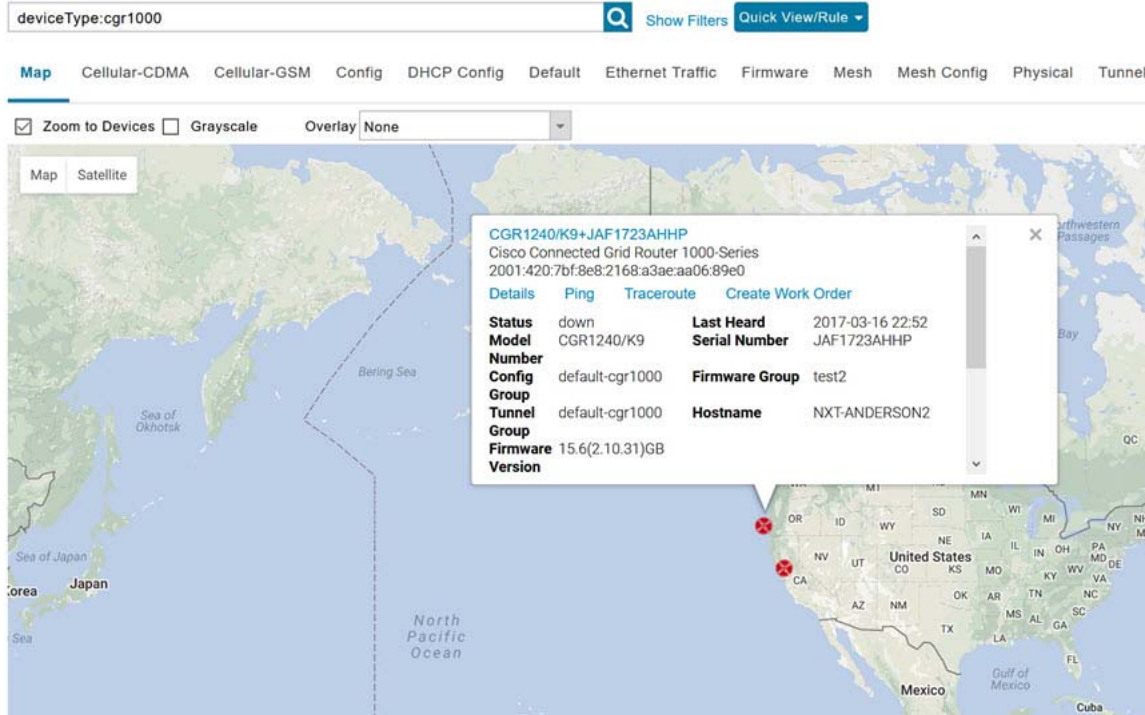 deviceType:cgr1000
Show Filters
Quick View/Rule
Map Cellular-CDMA Cellular-GSM Config DHCP Config Default Ethernet Traffic Firmware Mesh Mesh Config Physical Tunnel
Zoom to Devices Grayscale Overlay None
Map Satellite
CGR1240/K9+JAF1723AHHP
Cisco Connected Grid Router 1000-Series
2001:420:7bf:8e8:2168:a3ae:aa06:89e0
Details Ping Traceroute Create Work Order
Status down Last Heard 2017-03-16 22:52
Model Number CGR1240/K9 Serial Number JAF1723AHHP
Config Group default-cgr1000 Firmware Group test2
Tunnel Group default-cgr1000 Hostname NXT-ANDERSON2
Firmware Version 15.6(2.10.31)GB
Passages
Bay
Bering Sea
Sea of
Okhotsk
QC
MT
MN
OR ID WY SD WI MI NY
NE IA
NV UT United States IL IN OH PA
MD DE
CO KS MO KY WV VA
CA
AZ NM OK AR TN NC
MS AL GA SC
TX LA
FL
Sea of Japan
Japan
Sea
North
Pacific
Ocean
Gulf of
Mexico
Mexico
Cuba